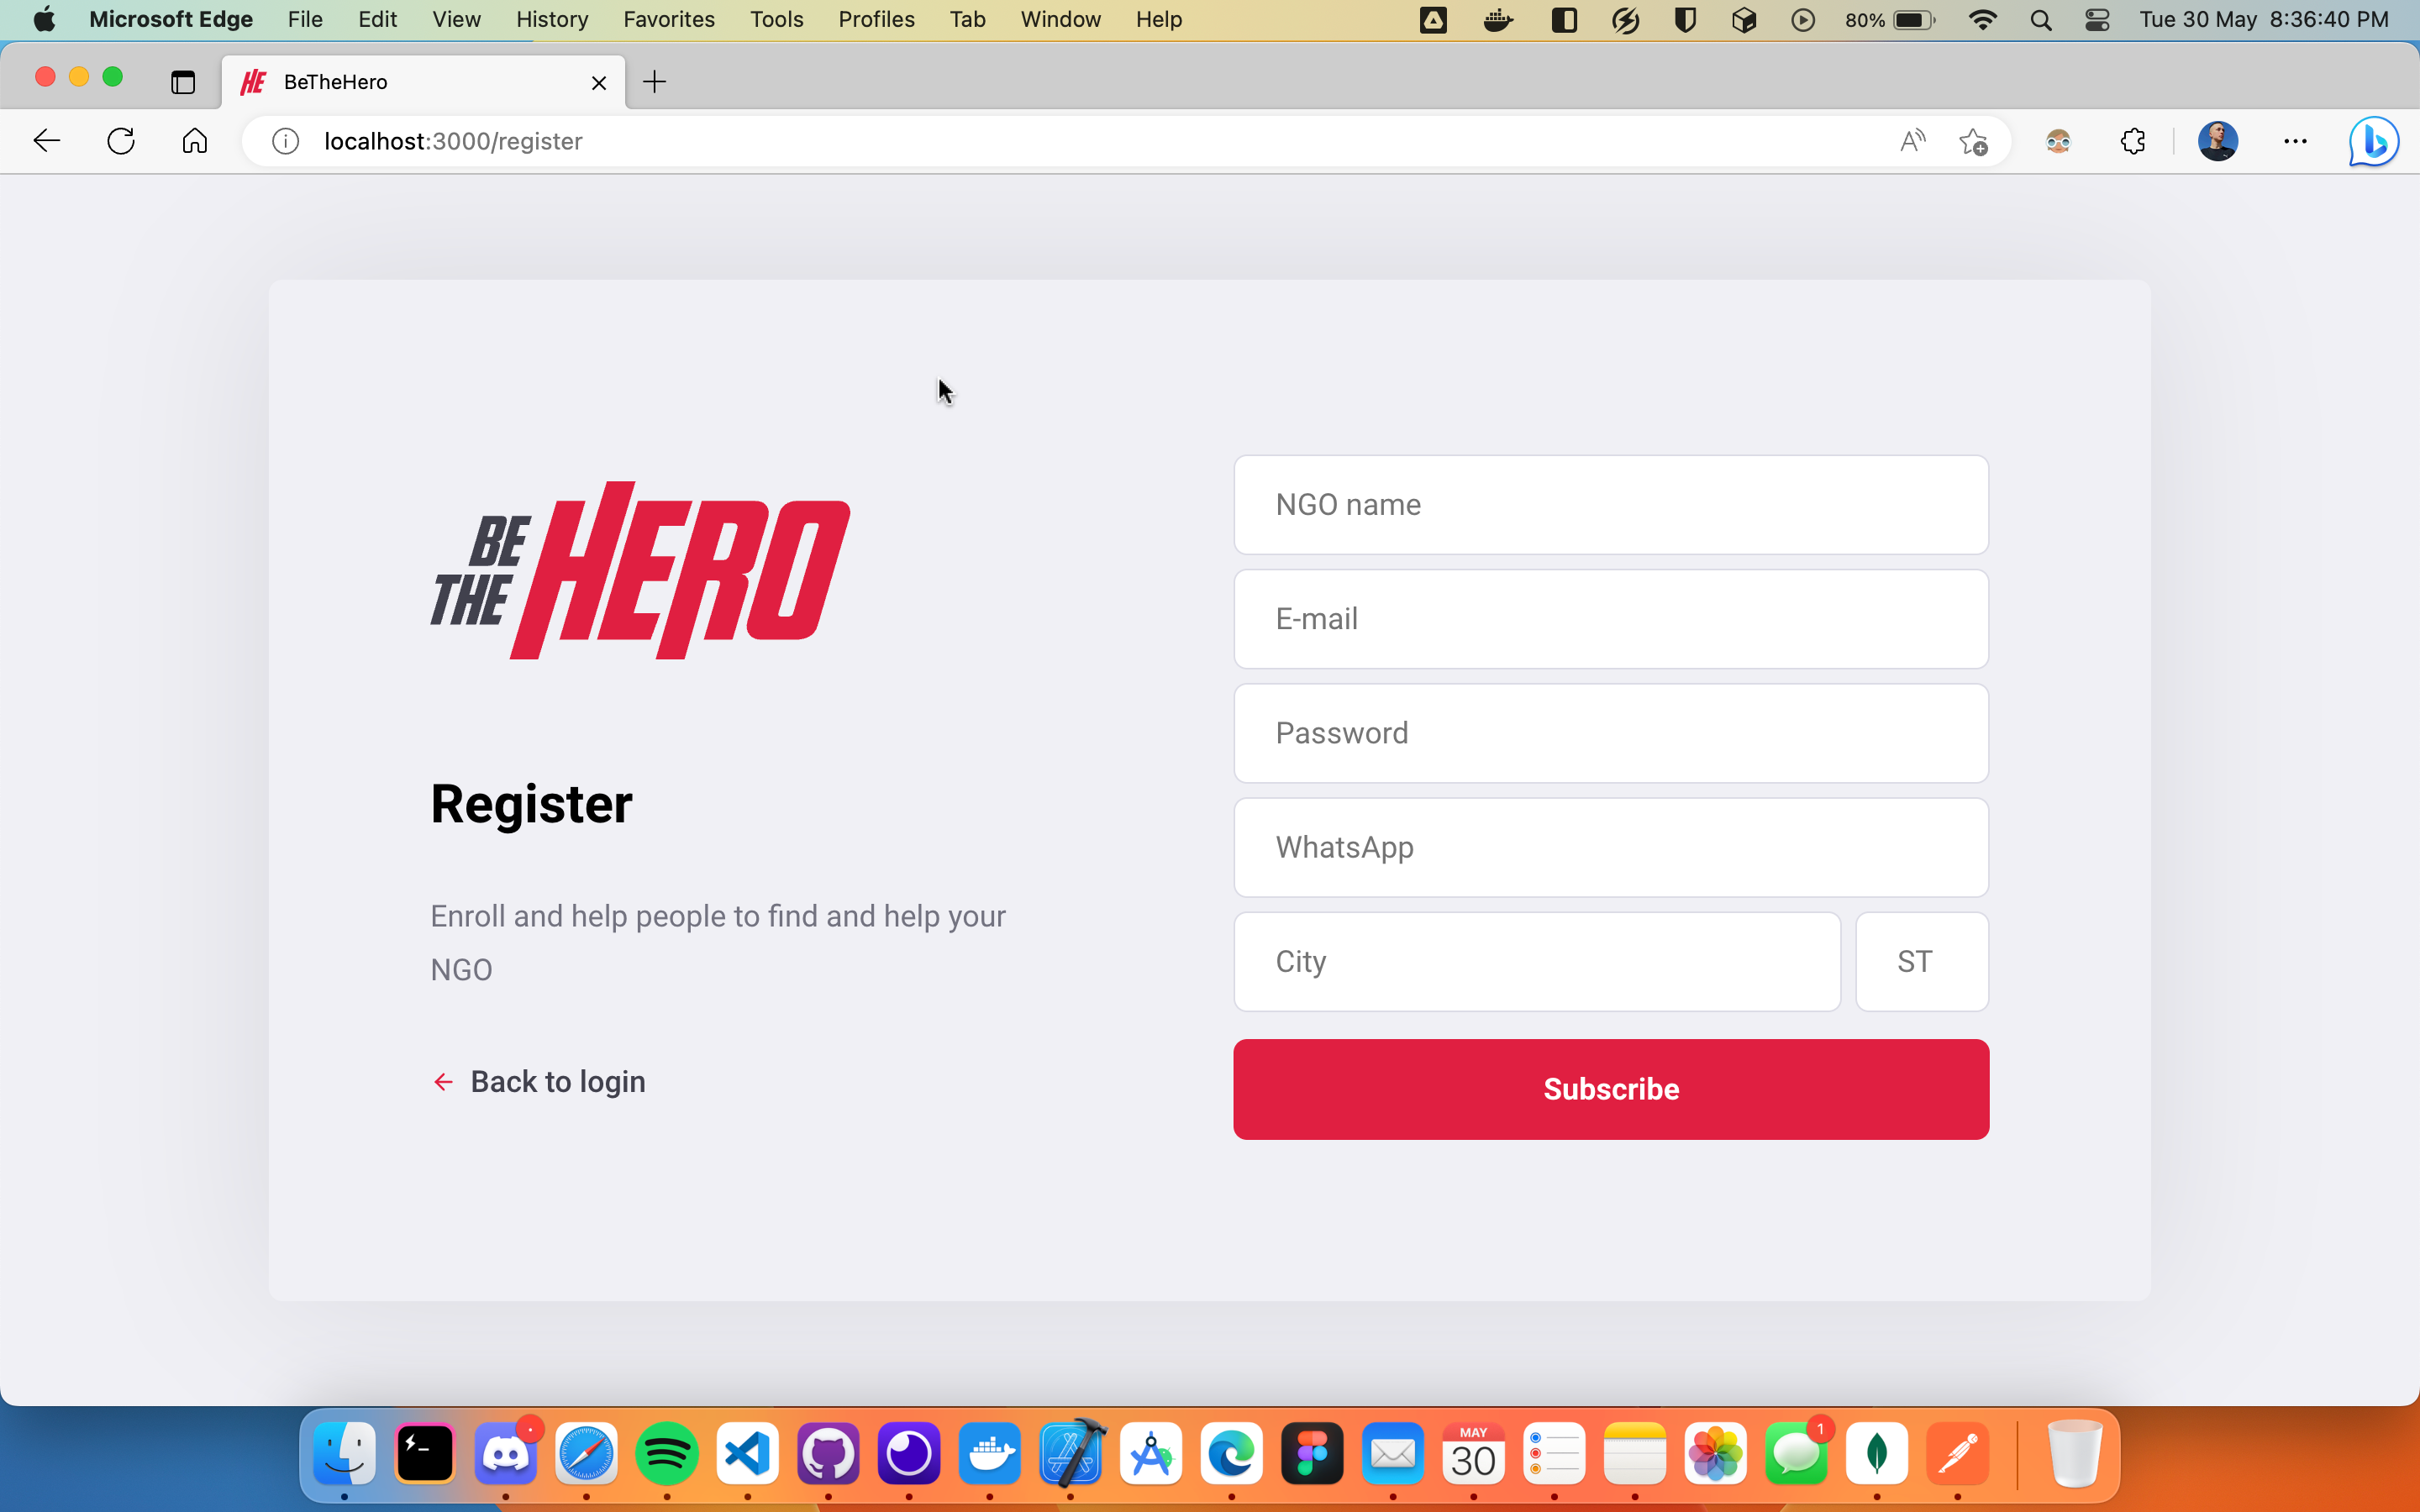 Microsoft Edge File Edit View History Favorites Tools Profiles Tab Window Help 80% Tue 30 May 8:36:40 PM
HE BeTheHero
localhost:3000/register
BE
THE
HERO
Register
Enroll and help people to find and help your
NGO
Back to login
NGO name
E-mail
Password
WhatsApp
City ST
Subscribe
MAY
30
1